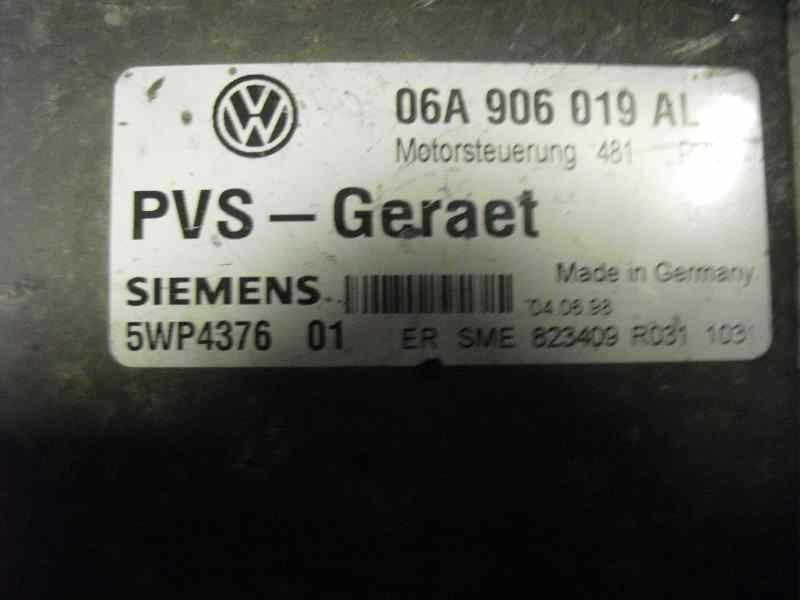 06A 906 019 AL
Motorsteuerung 481
PVS – Geraet
Made in Germany
SIEMENS
04.06.98
5WP4376 01 ER SME 823409 R031 1031